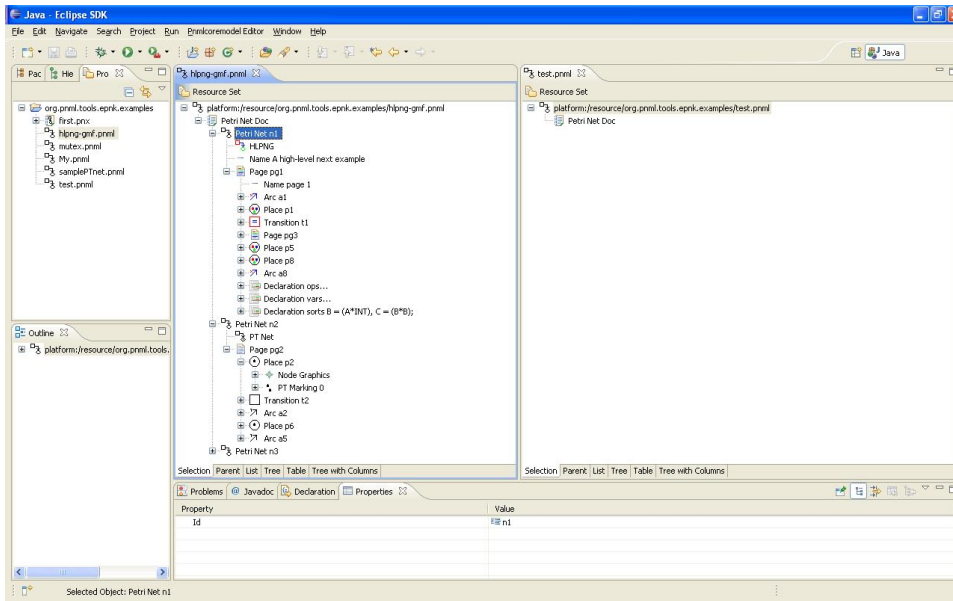 Java - Eclipse SDK
File Edit Navigate Search Project Run Pnmlcoremodel Editor Window Help
Java
Pac Hie Pro
org.pnml.tools.epnk.examples
first.pnx
hlpng-gmf.pnml
mutex.pnml
My.pnml
samplePTnet.pnml
test.pnml
Outline
platform:/resource/org.pnml.tools.
hlpng-gmf.pnml
Resource Set
platform:/resource/org.pnml.tools.epnk.examples/hlpng-gmf.pnml
Petri Net Doc
Petri Net n1
HLPNG
Name A high-level next example
Page pg1
Name page 1
Arc a1
Place p1
Transition t1
Page pg3
Place p5
Place p8
Arc a8
Declaration ops...
Declaration vars...
Declaration sorts B = (A*INT), C = (B*B);
Petri Net n2
PT Net
Page pg2
Place p2
Node Graphics
PT Marking 0
Transition t2
Arc a2
Place p6
Arc a5
Petri Net n3
Selection Parent List Tree Table Tree with Columns
test.pnml
Resource Set
platform:/resource/org.pnml.tools.epnk.examples/test.pnml
Petri Net Doc
Selection Parent List Tree Table Tree with Columns
Problems @ Javadoc Declaration Properties
Property Value
Id n1
Selected Object: Petri Net n1